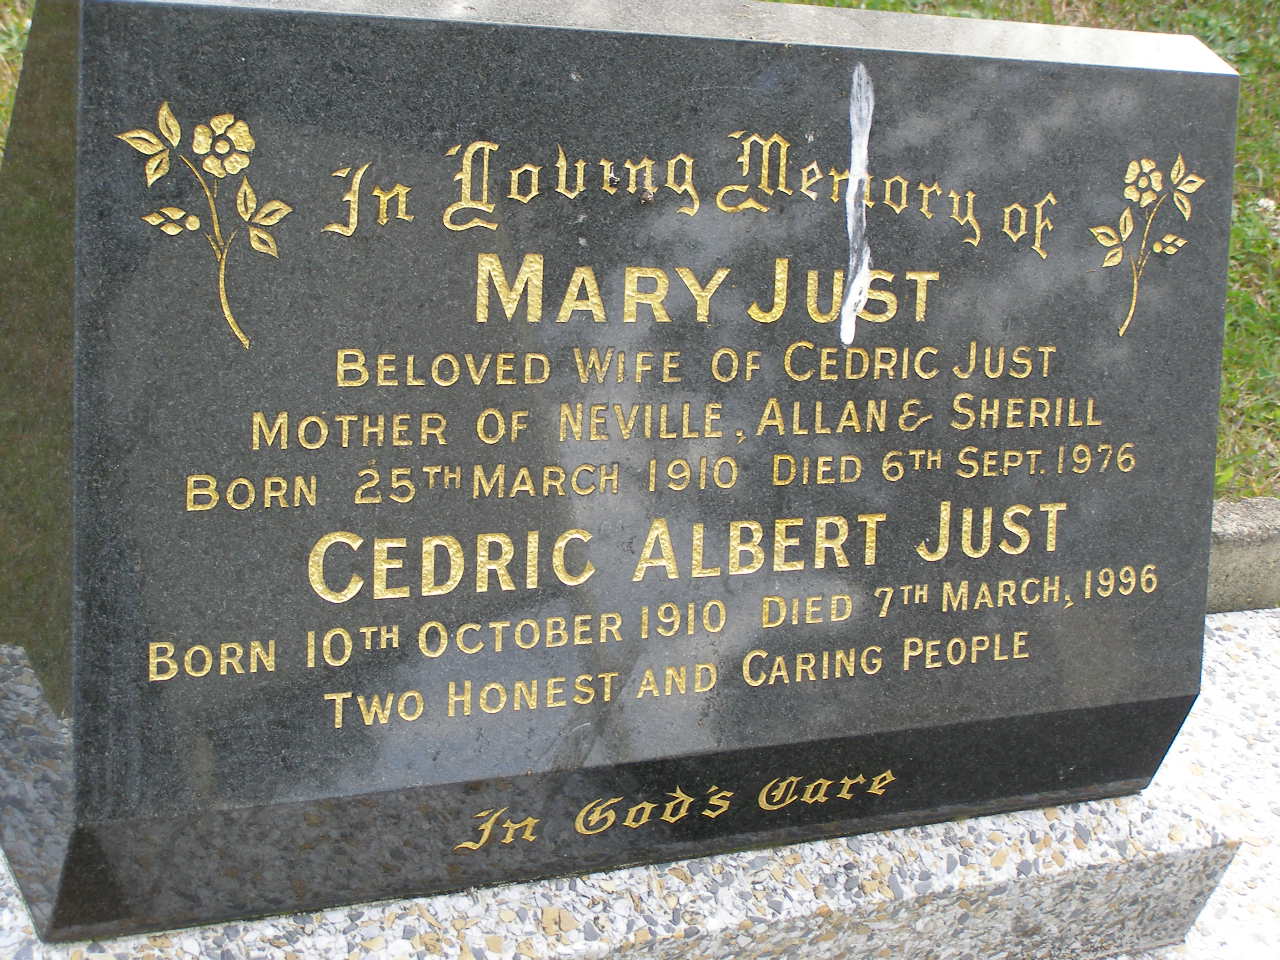 In Loving Memory of
MARY JUST
BELOVED WIFE OF CEDRIC JUST
MOTHER OF NEVILLE, ALLAN & SHERILL
BORN 25TH MARCH 1910 DIED 6TH SEPT. 1976
CEDRIC ALBERT JUST
BORN 10TH OCTOBER 1910 DIED 7TH MARCH, 1996
TWO HONEST AND CARING PEOPLE
In God's Care